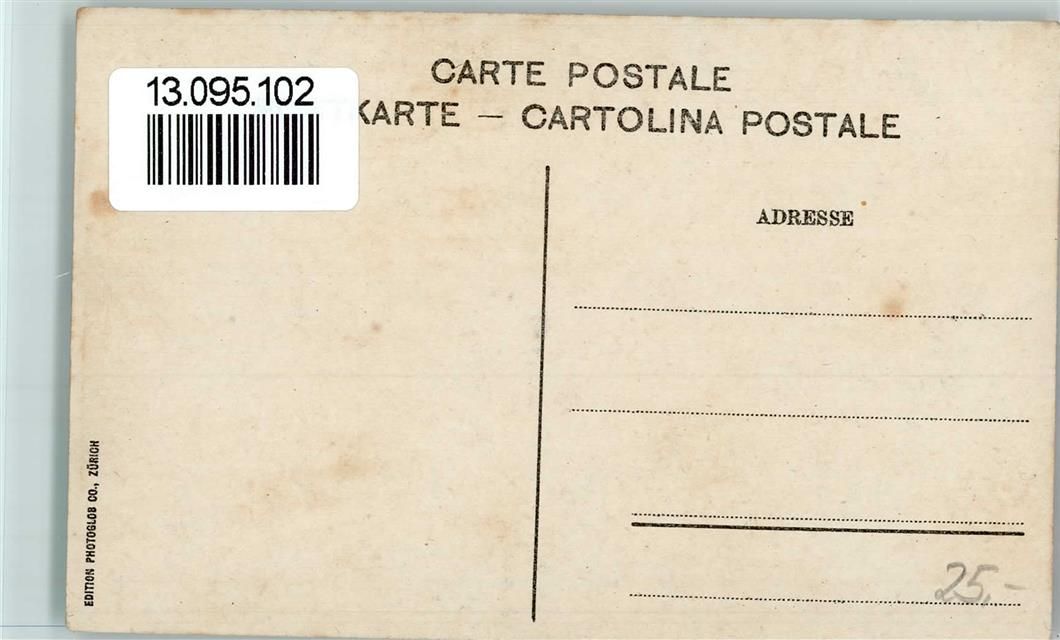 13.095.102
CARTE POSTALE
KARTE — CARTOLINA POSTALE
ADRESSE
EDITION PHOTOGLOB CO., ZÜRICH
25,-